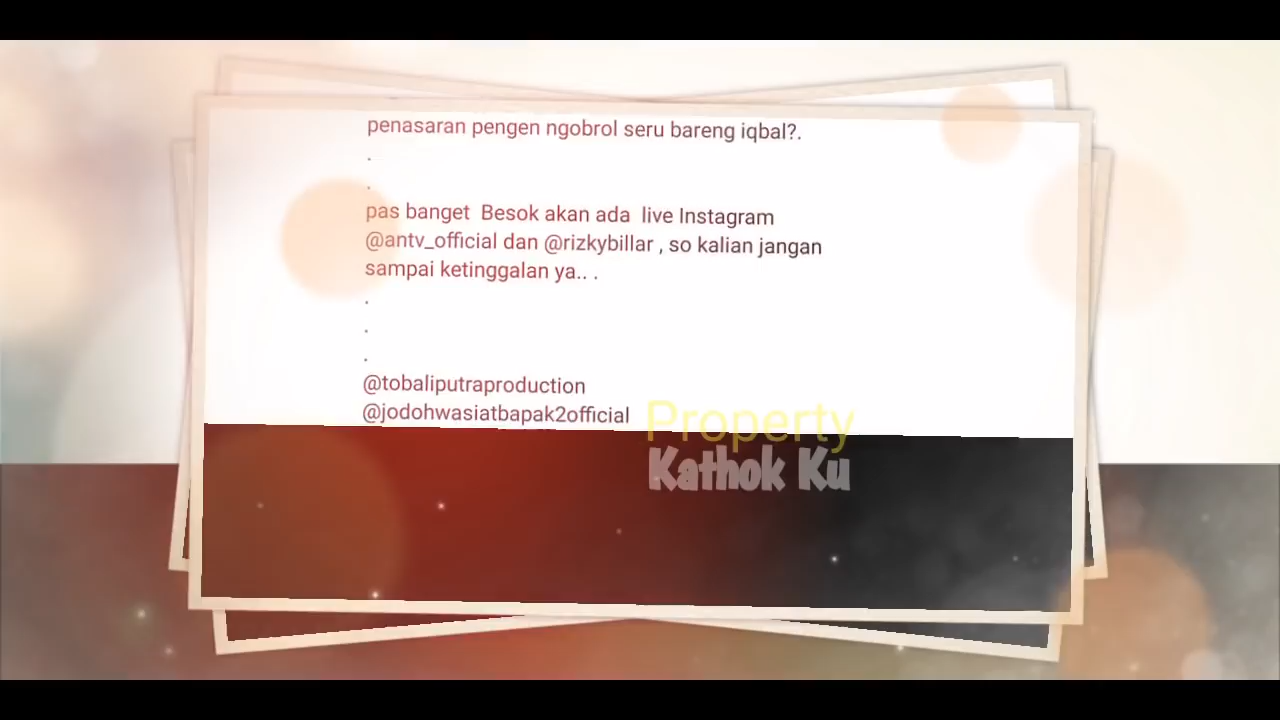 penasaran pengen ngobrol seru bareng iqbal?.
.
.
pas banget Besok akan ada live Instagram
@antv_official dan @rizkybillar , so kalian jangan
sampai ketinggalan ya.. .
.
.
.
@tobaliputraproduction
@jodohwasiatbapak2official
Property
Kathok Ku